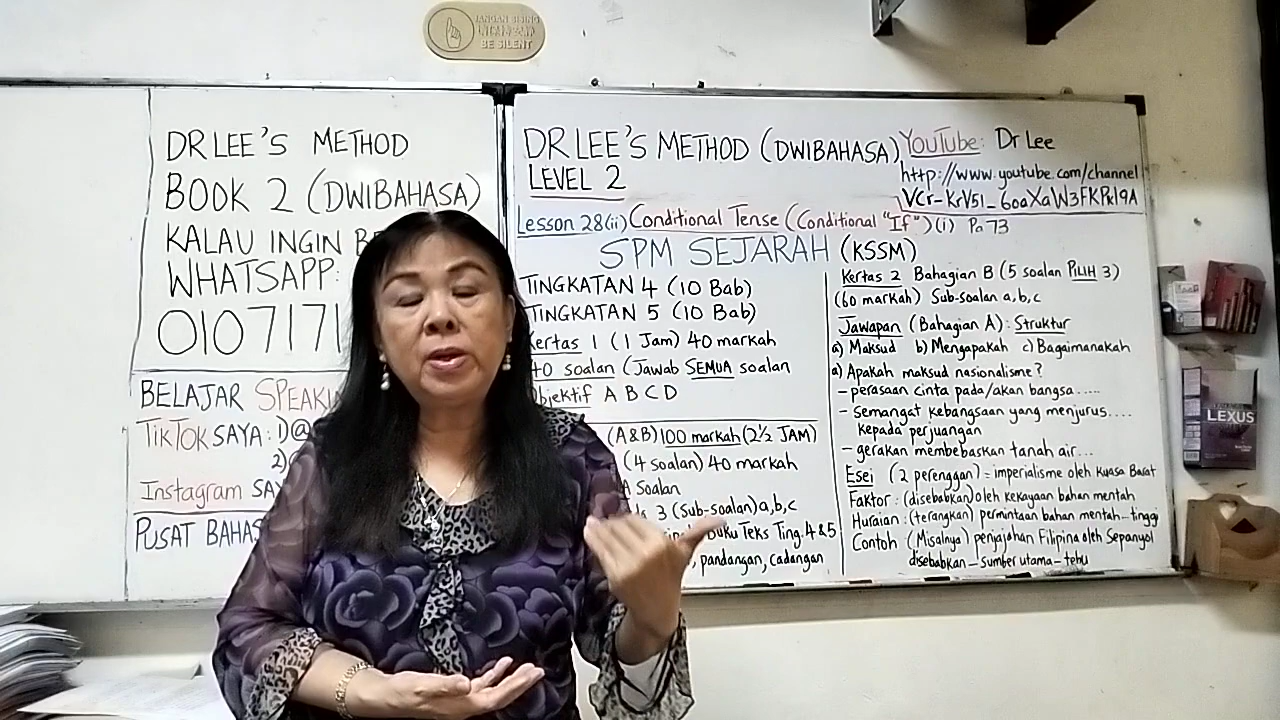 JANGAN BISING
BE SILENT
DR LEE'S METHOD
BOOK 2 (DWIBAHASA)
KALAU INGIN
WHATSAPP:
0107171
BELAJAR SPEAKI
TIKTOK SAYA: D@
2)
Instagram SA
PUSAT BAHAS
DR LEE'S METHOD (DWIBAHASA)
LEVEL 2
YouTube: Dr Lee
http://www.youtube.com/channel
Lesson 28(ii) Conditional Tense (Conditional "If")(i) Pg 73
SPM SEJARAH (KSSM)
TINGKATAN 4 (10 Bab)
TINGKATAN 5 (10 Bab)
Kertas 1 (1 Jam) 40 markah
40 soalan (Jawab SEMUA soalan
Objektif A B C D
(A&B) 100 markah (2½ JAM)
(4 soalan) 40 markah
A Soalan
3 (Sub-soalan) a, b, c
Buku Teks Ting. 4 & 5
, pandangan, cadangan
Kertas 2 Bahagian B (5 soalan PILIH 3)
(60 markah) Sub-soalan a, b, c
Jawapan (Bahagian A): Struktur
a) Maksud b) Mengapakah c) Bagaimanakah
a) Apakah maksud nasionalisme?
- perasaan cinta pada/akan bangsa.....
- semangat kebangsaan yang menjurus....
kepada perjuangan
- gerakan membebaskan tanah air...
Esei (2 perenggan) = imperialisme oleh Kuasa Barat
Faktor: (disebabkan) oleh kekayaan bahan mentah
Huraian: (terangkan) permintaan bahan mentah - tinggi
Contoh (Misalnya) penjajahan Filipina oleh Sepanyol
disebabkan - sumber utama - tebu
LEXUS